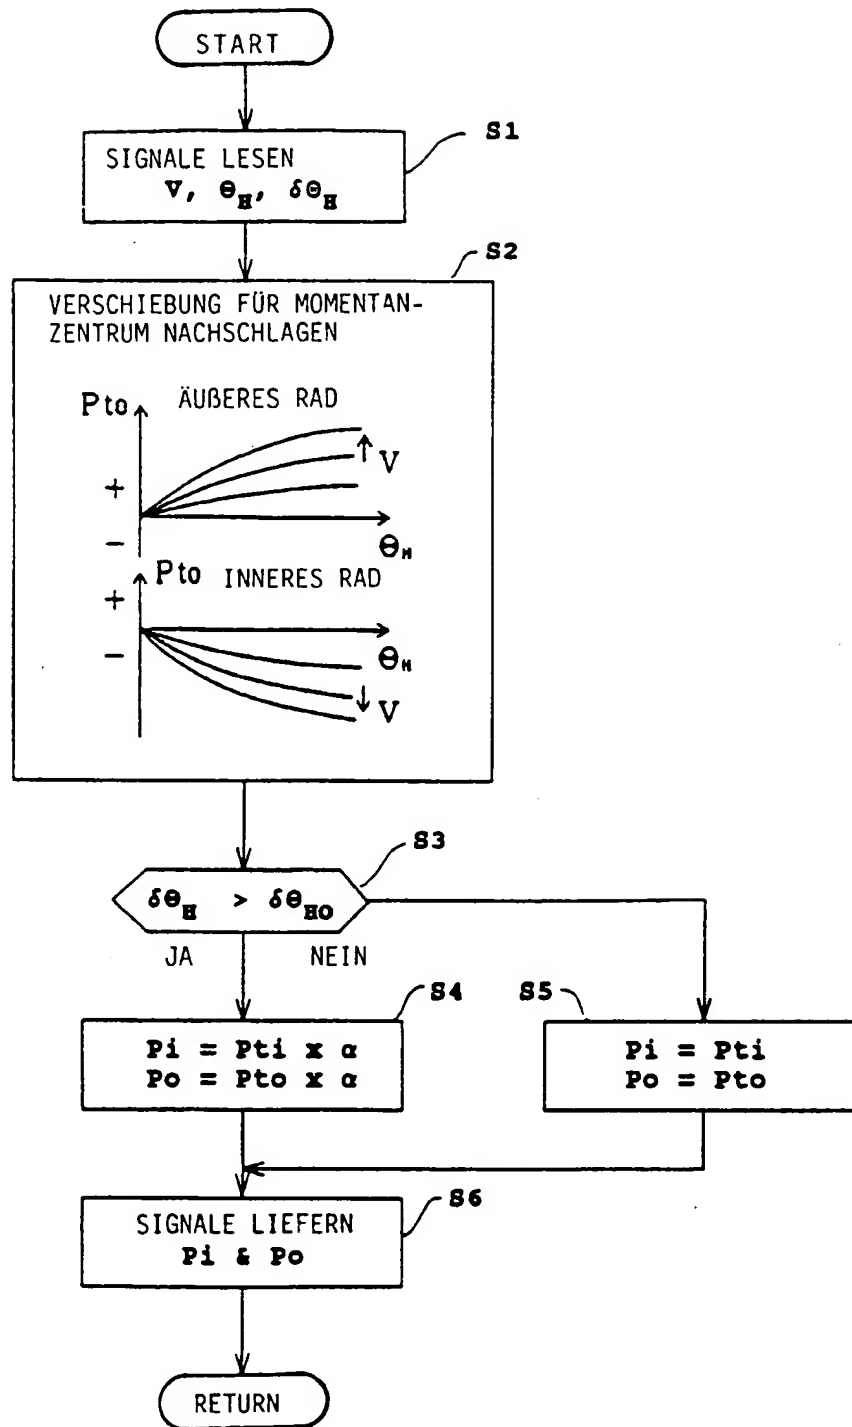 START
S1
SIGNALE LESEN
V, Θ_H, δΘ_H
S2
VERSCHIEBUNG FÜR MOMENTAN-
ZENTRUM NACHSCHLAGEN
Pto ÄUßERES RAD
V
+
-
Θ_H
Pto INNERES RAD
+
-
Θ_H
V
S3
δΘ_H > δΘ_HO
JA NEIN
S4
Pi = Pti x α
Po = Pto x α
S5
Pi = Pti
Po = Pto
S6
SIGNALE LIEFERN
Pi & Po
RETURN